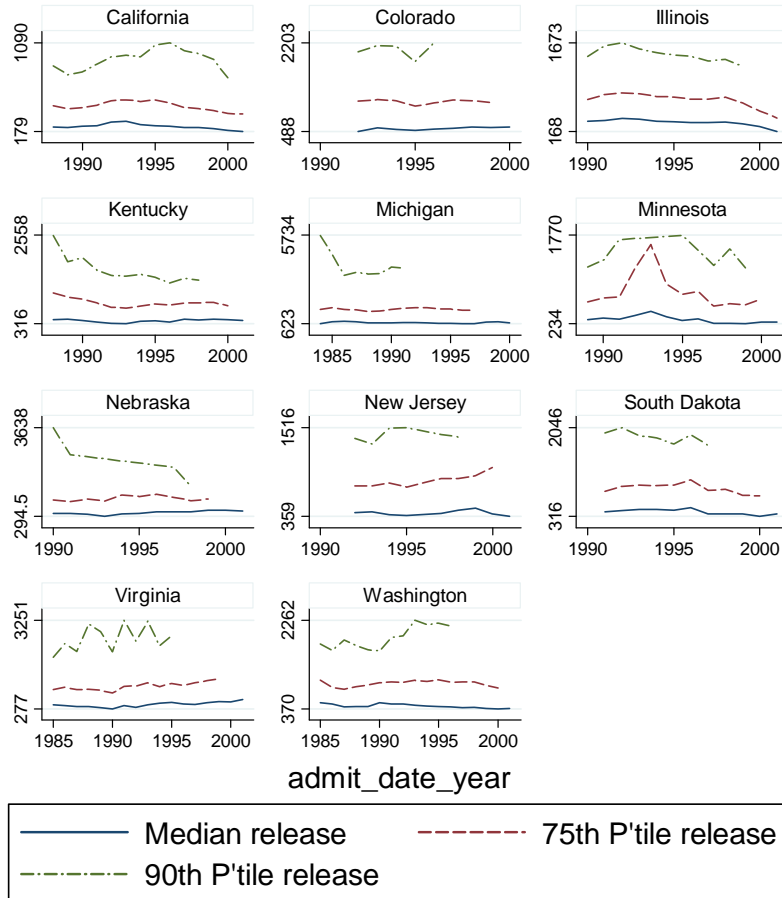 California Colorado Illinois
1090 2203 1673
179 488 168
1990 1995 2000 1990 1995 2000 1990 1995 2000
Kentucky Michigan Minnesota
2558 5734 1770
316 623 234
1990 1995 2000 1985 1990 1995 2000 1990 1995 2000
Nebraska New Jersey South Dakota
3638 1516 2046
294.5 359 316
1990 1995 2000 1990 1995 2000 1990 1995 2000
Virginia Washington
3251 2262
277 370
1985 1990 1995 2000 1985 1990 1995 2000
admit_date_year
Median release 75th P'tile release
90th P'tile release